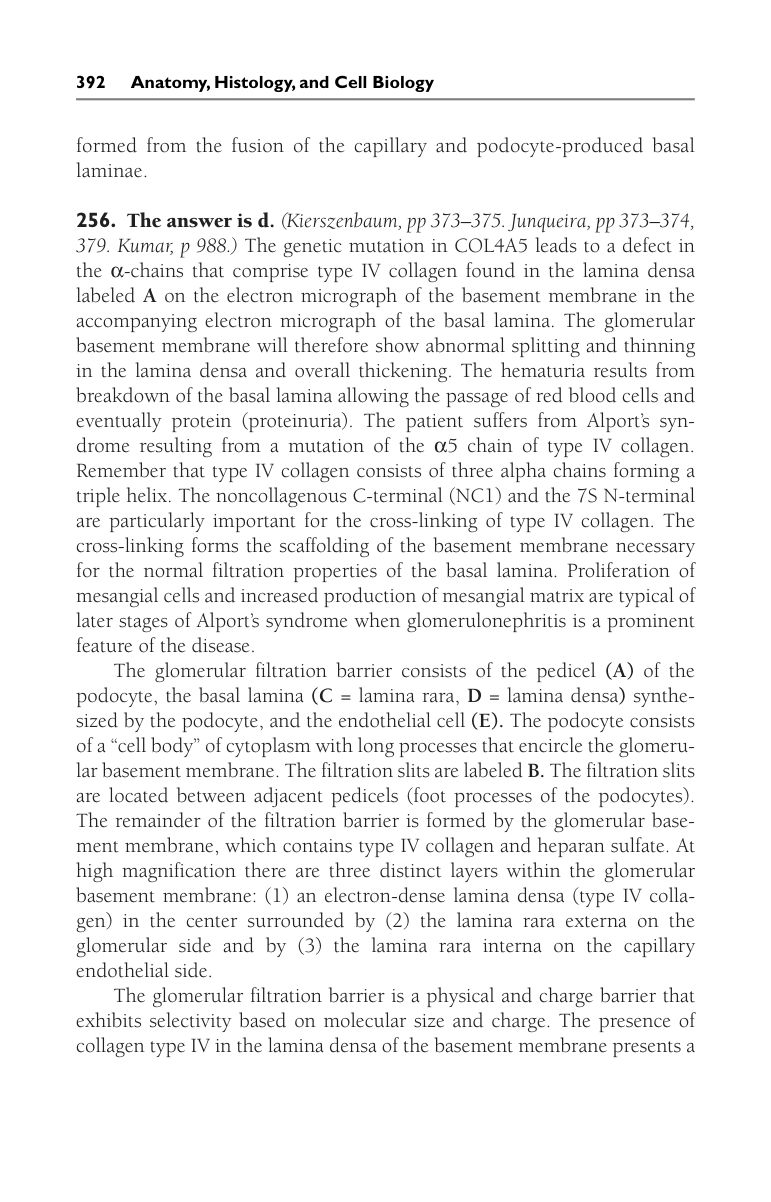 392 Anatomy, Histology, and Cell Biology
formed from the fusion of the capillary and podocyte-produced basal
laminae.
256. The answer is d. (Kierszenbaum, pp 373–375. Junqueira, pp 373–374,
379. Kumar, p 988.) The genetic mutation in COL4A5 leads to a defect in
the α-chains that comprise type IV collagen found in the lamina densa
labeled A on the electron micrograph of the basement membrane in the
accompanying electron micrograph of the basal lamina. The glomerular
basement membrane will therefore show abnormal splitting and thinning
in the lamina densa and overall thickening. The hematuria results from
breakdown of the basal lamina allowing the passage of red blood cells and
eventually protein (proteinuria). The patient suffers from Alport's syn-
drome resulting from a mutation of the α5 chain of type IV collagen.
Remember that type IV collagen consists of three alpha chains forming a
triple helix. The noncollagenous C-terminal (NC1) and the 7S N-terminal
are particularly important for the cross-linking of type IV collagen. The
cross-linking forms the scaffolding of the basement membrane necessary
for the normal filtration properties of the basal lamina. Proliferation of
mesangial cells and increased production of mesangial matrix are typical of
later stages of Alport's syndrome when glomerulonephritis is a prominent
feature of the disease.
The glomerular filtration barrier consists of the pedicel (A) of the
podocyte, the basal lamina (C = lamina rara, D = lamina densa) synthe-
sized by the podocyte, and the endothelial cell (E). The podocyte consists
of a “cell body” of cytoplasm with long processes that encircle the glomeru-
lar basement membrane. The filtration slits are labeled B. The filtration slits
are located between adjacent pedicels (foot processes of the podocytes).
The remainder of the filtration barrier is formed by the glomerular base-
ment membrane, which contains type IV collagen and heparan sulfate. At
high magnification there are three distinct layers within the glomerular
basement membrane: (1) an electron-dense lamina densa (type IV colla-
gen) in the center surrounded by (2) the lamina rara externa on the
glomerular side and by (3) the lamina rara interna on the capillary
endothelial side.
The glomerular filtration barrier is a physical and charge barrier that
exhibits selectivity based on molecular size and charge. The presence of
collagen type IV in the lamina densa of the basement membrane presents a